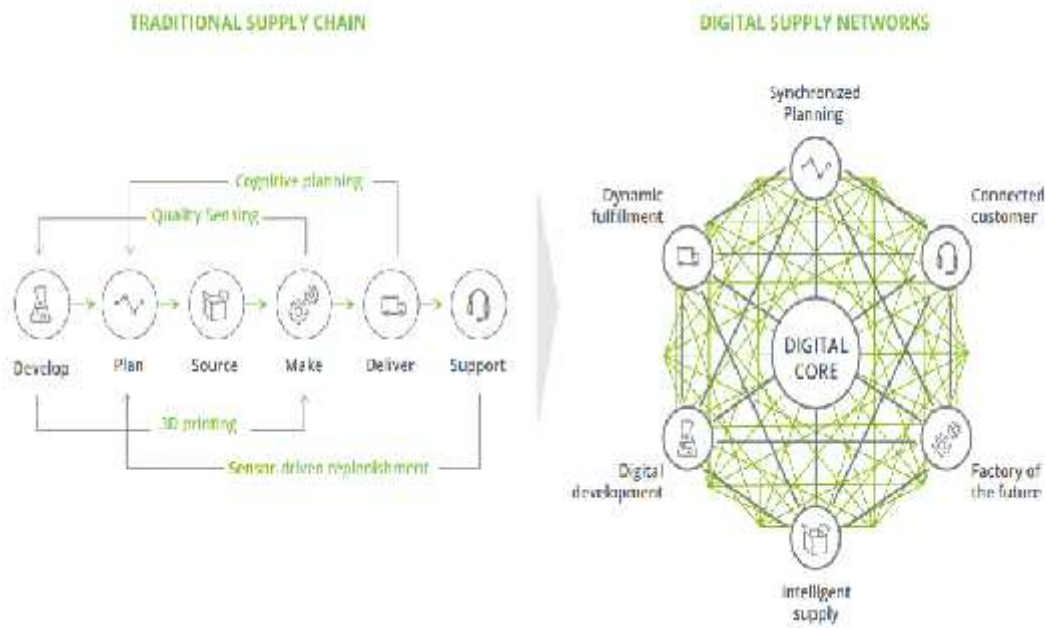 TRADITIONAL SUPPLY CHAIN
DIGITAL SUPPLY NETWORKS
Synchronized
Planning
Cognitive planning
Quality Sensing
Dynamic
fulfillment
Connected
customer
DIGITAL
CORE
Develop
Plan
Source
Make
Deliver
Support
3D printing
Sensor-driven replenishment
Digital
development
Factory of
the future
Intelligent
supply